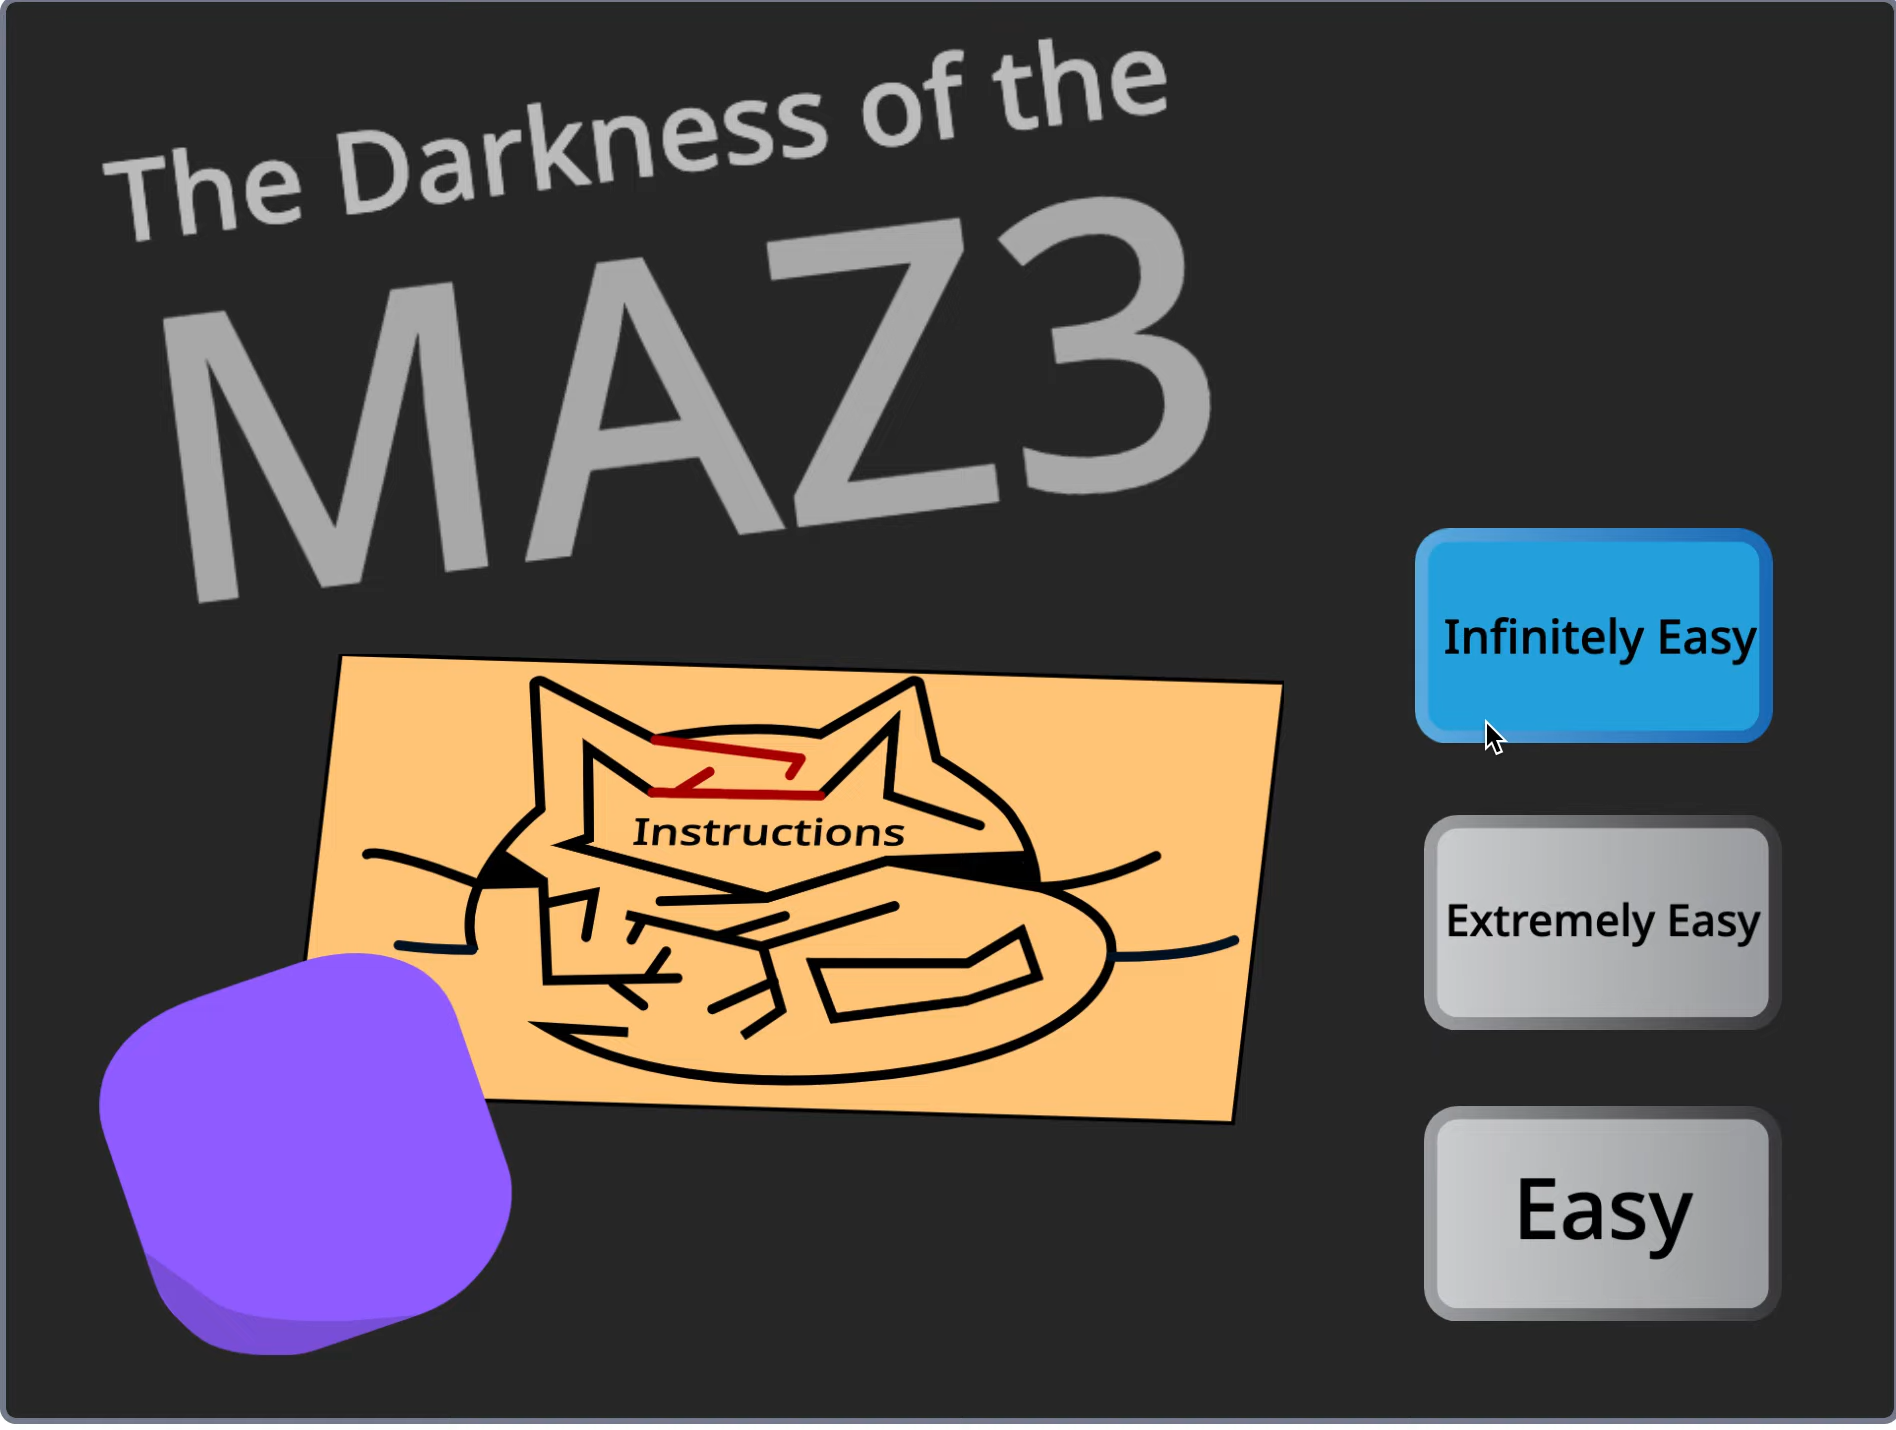 The Darkness of the
MAZ3
Infinitely Easy
Instructions
Extremely Easy
Easy